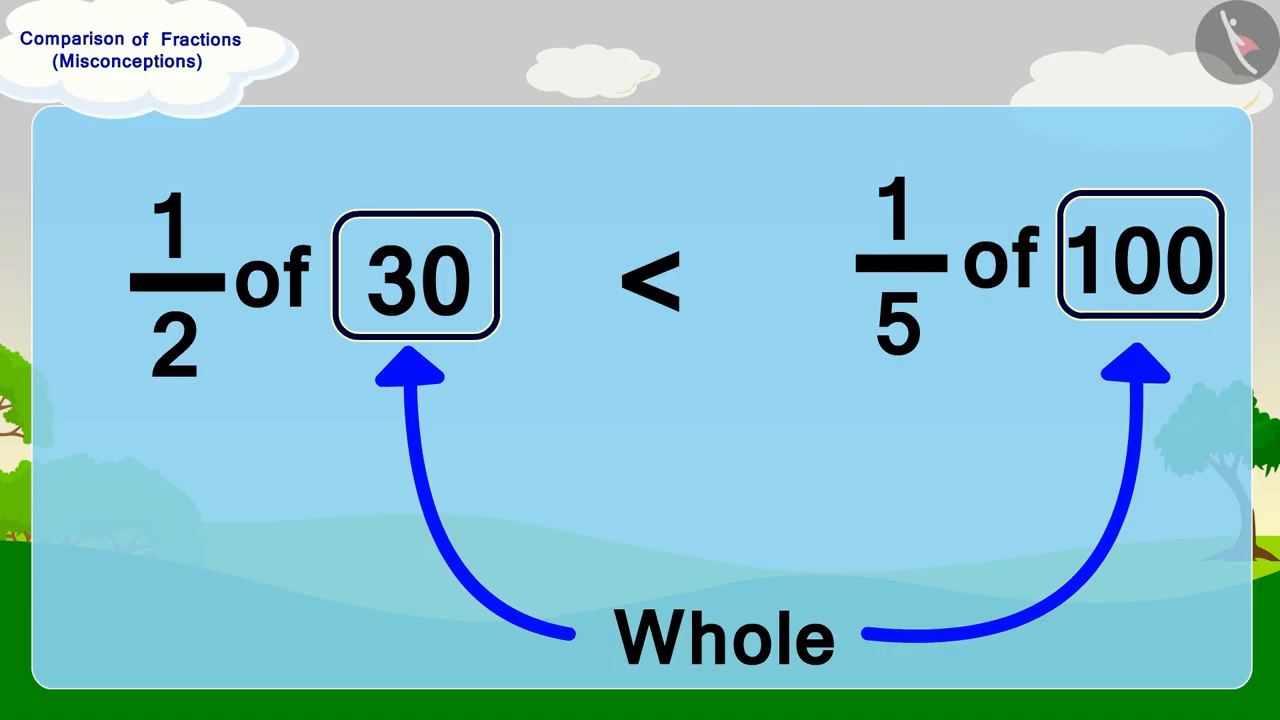 Comparison of Fractions
(Misconceptions)
1/2 of 30 < 1/5 of 100
Whole